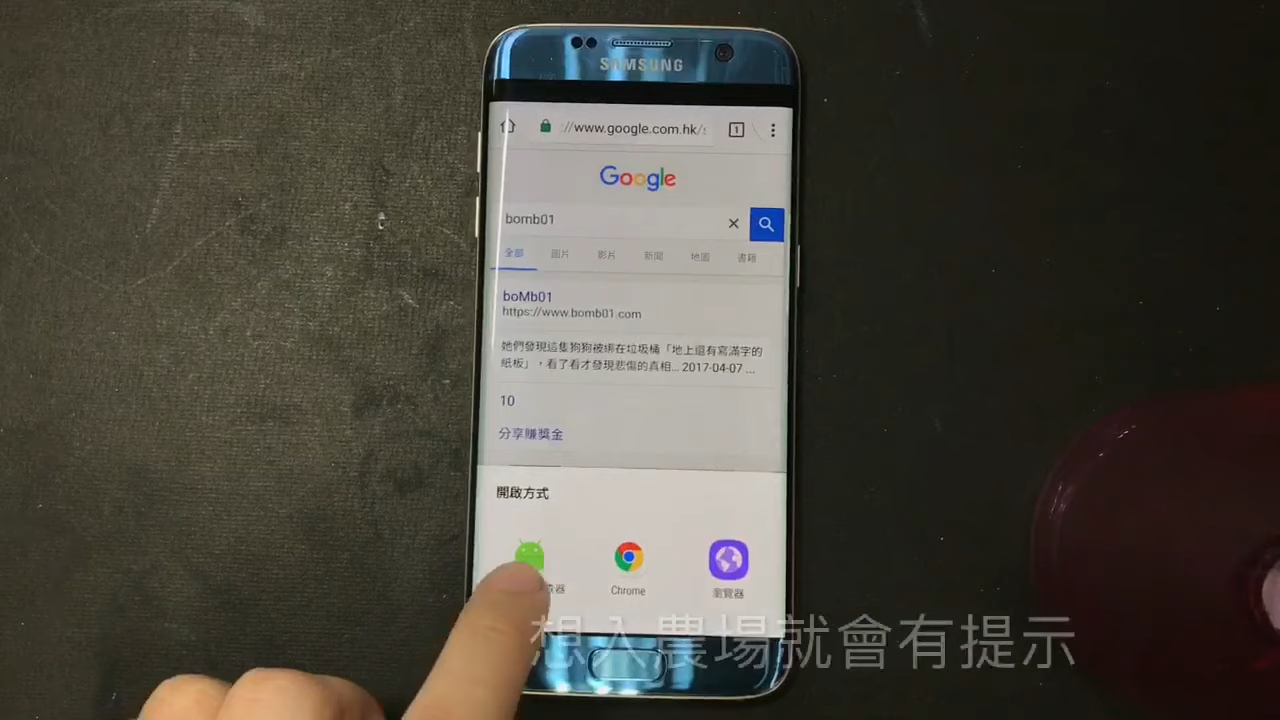 SAMSUNG
://www.google.com.hk/s
1
Google
bomb01
全部 圖片 影片 新聞 地圖 書籍
boMb01
https://www.bomb01.com
她們發現這隻狗狗被綁在垃圾桶「地上還有寫滿字的
紙板」，看了看才發現悲傷的真相... 2017-04-07 ...
10
分享賺獎金
開啟方式
器
Chrome
瀏覽器
想入農場就會有提示